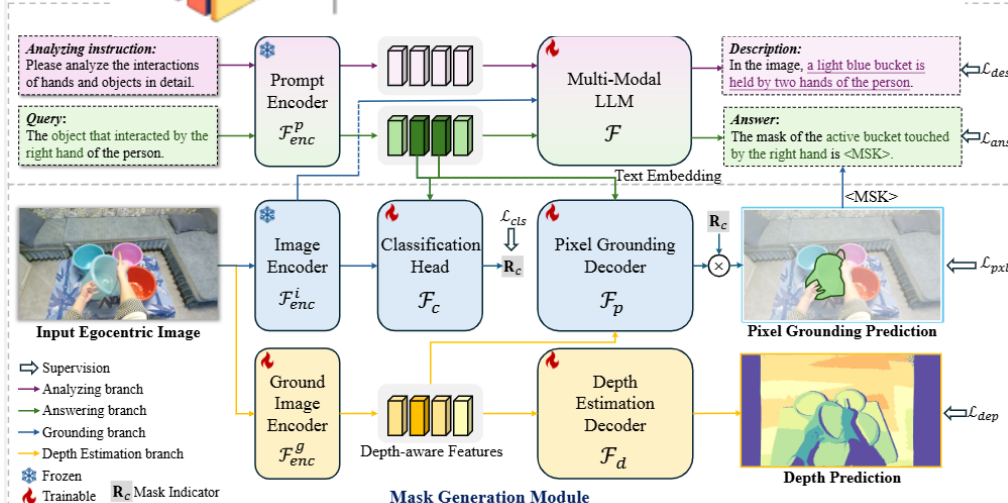 Analyzing instruction:
Please analyze the interactions
of hands and objects in detail.
Prompt
Encoder
F^p_enc
Multi-Modal
LLM
F
Description:
In the image, a light blue bucket is
held by two hands of the person.
L_des
Query:
The object that interacted by the
right hand of the person.
Answer:
The mask of the active bucket touched
by the right hand is <MSK>.
L_ans
Text Embedding
<MSK>
Input Egocentric Image
Image
Encoder
F^i_enc
Classification
Head
F_c
L_cls
R_c
Pixel Grounding
Decoder
F_p
R_c
×
Pixel Grounding Prediction
L_pxl
Supervision
Analyzing branch
Answering branch
Grounding branch
Depth Estimation branch
Frozen
Trainable
R_c Mask Indicator
Ground
Image
Encoder
F^g_enc
Depth-aware Features
Depth
Estimation
Decoder
F_d
Depth Prediction
L_dep
Mask Generation Module